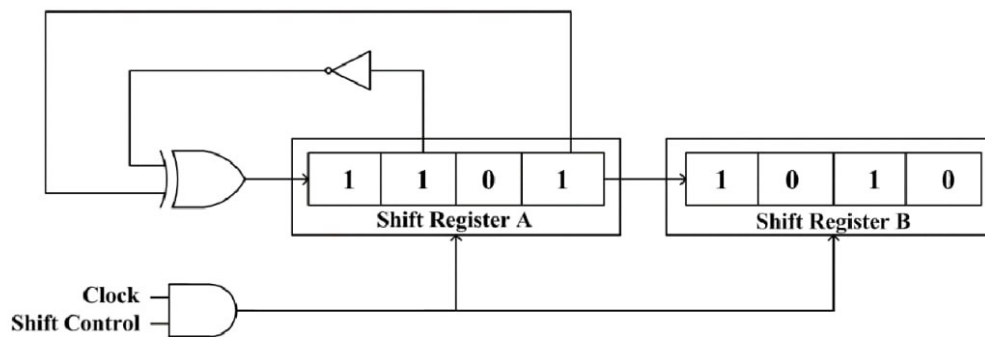 1 1 0 1 1 0 1 0
Shift Register A Shift Register B
Clock
Shift Control